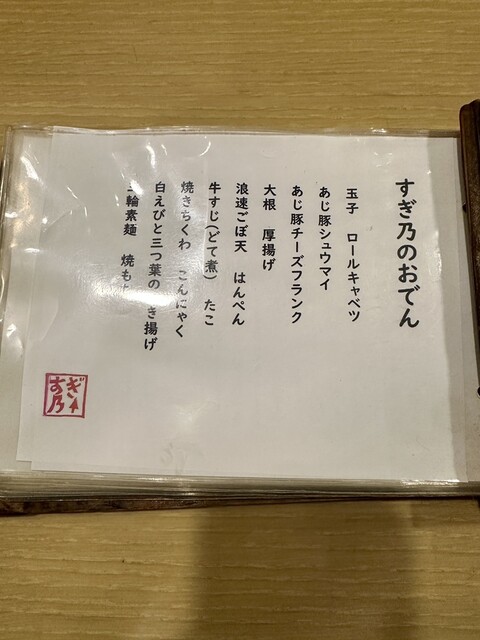 すぎ乃のおでん
玉子 ロールキャベツ
あじ豚シュウマイ
あじ豚チーズフランク
大根 厚揚げ
浪速ごぼ天 はんぺん
牛すじ(とて煮) たこ
焼きちくわ こんにゃく
白えびと三つ葉の き揚げ
輪素麺 焼も
すぎ乃